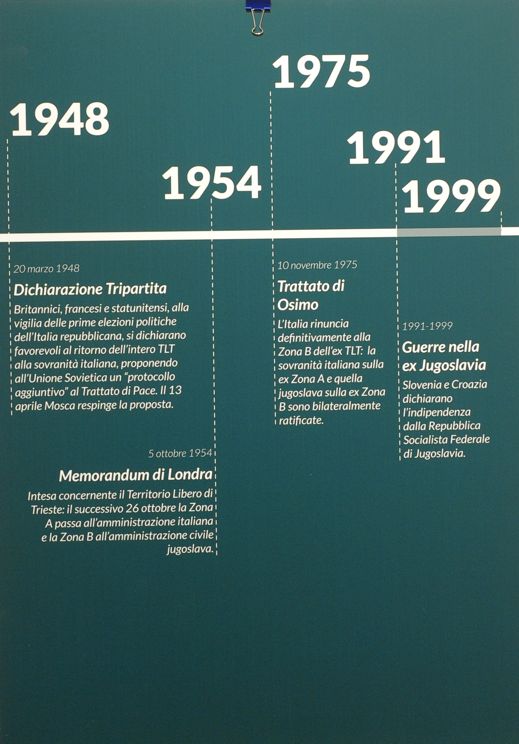 1948
1954
1975
1991
1999
20 marzo 1948
Dichiarazione Tripartita
Britannici, francesi e statunitensi, alla
vigilia delle prime elezioni politiche
dell'Italia repubblicana, si dichiarano
favorevoli al ritorno dell'intero TLT
alla sovranità italiana, proponendo
all'Unione Sovietica un "protocollo
aggiuntivo" al Trattato di Pace. Il 13
aprile Mosca respinge la proposta.
5 ottobre 1954
Memorandum di Londra
Intesa concernente il Territorio Libero di
Trieste: il successivo 26 ottobre la Zona
A passa all'amministrazione italiana
e la Zona B all'amministrazione civile
jugoslava.
10 novembre 1975
Trattato di
Osimo
L'Italia rinuncia
definitivamente alla
Zona B dell'ex TLT: la
sovranità italiana sulla
ex Zona A e quella
jugoslava sulla ex Zona
B sono bilateralmente
ratificate.
1991-1999
Guerre nella
ex Jugoslavia
Slovenia e Croazia
dichiarano
l'indipendenza
dalla Repubblica
Socialista Federale
di Jugoslavia.